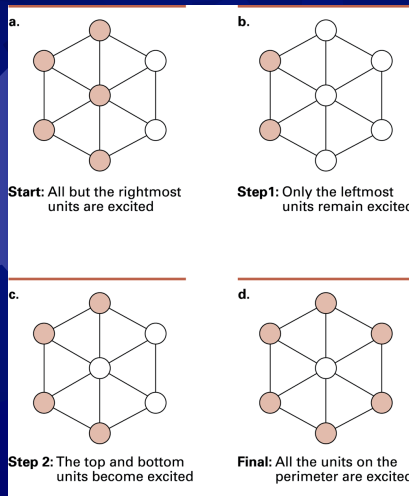 a.
Start: All but the rightmost
units are excited
b.
Step1: Only the leftmost
units remain excited
c.
Step 2: The top and bottom
units become excited
d.
Final: All the units on the
perimeter are excited